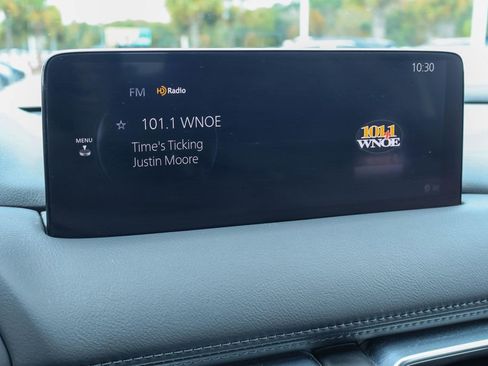 10:30
FM HD Radio
101.1 WNOE
MENU
Time's Ticking
Justin Moore
101.1
WNOE